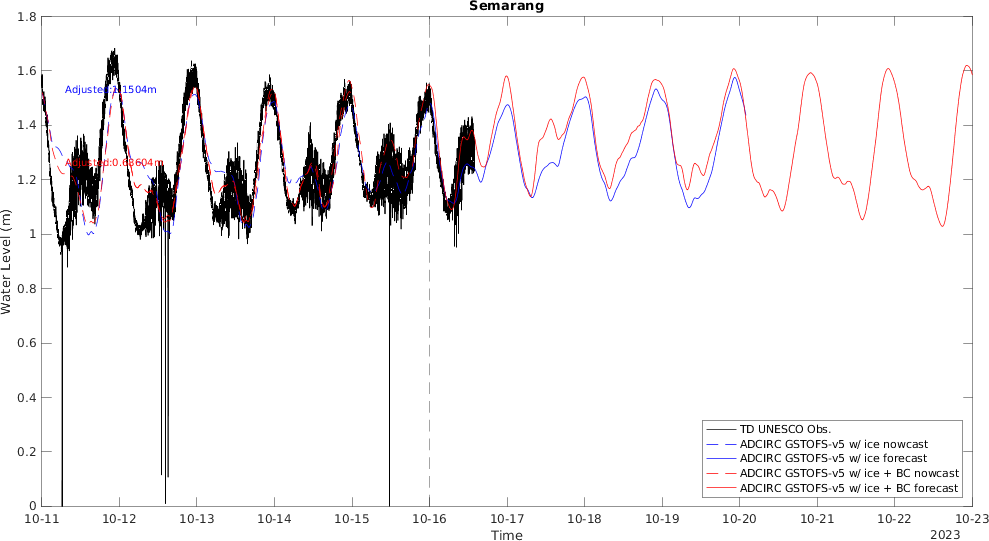 Semarang
Water Level (m)
1.8
1.6
1.4
1.2
1
0.8
0.6
0.4
0.2
0
Adjusted:1.1504m
Adjusted:0.68604m
TD UNESCO Obs.
ADCIRC GSTOFS-v5 w/ ice nowcast
ADCIRC GSTOFS-v5 w/ ice forecast
ADCIRC GSTOFS-v5 w/ ice + BC nowcast
ADCIRC GSTOFS-v5 w/ ice + BC forecast
10-11 10-12 10-13 10-14 10-15 10-16 10-17 10-18 10-19 10-20 10-21 10-22 10-23
Time
2023